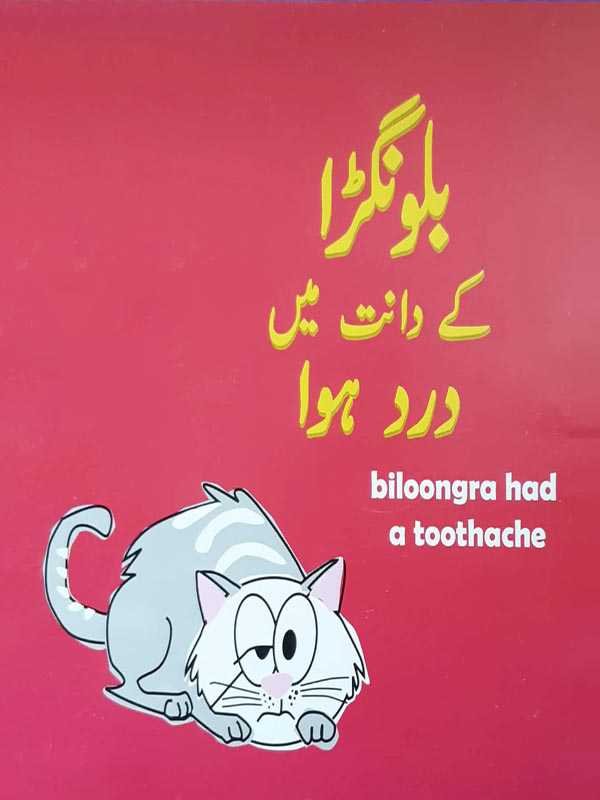 بلونگڑا
کے دانت میں
درد ہوا
biloongra had
a toothache